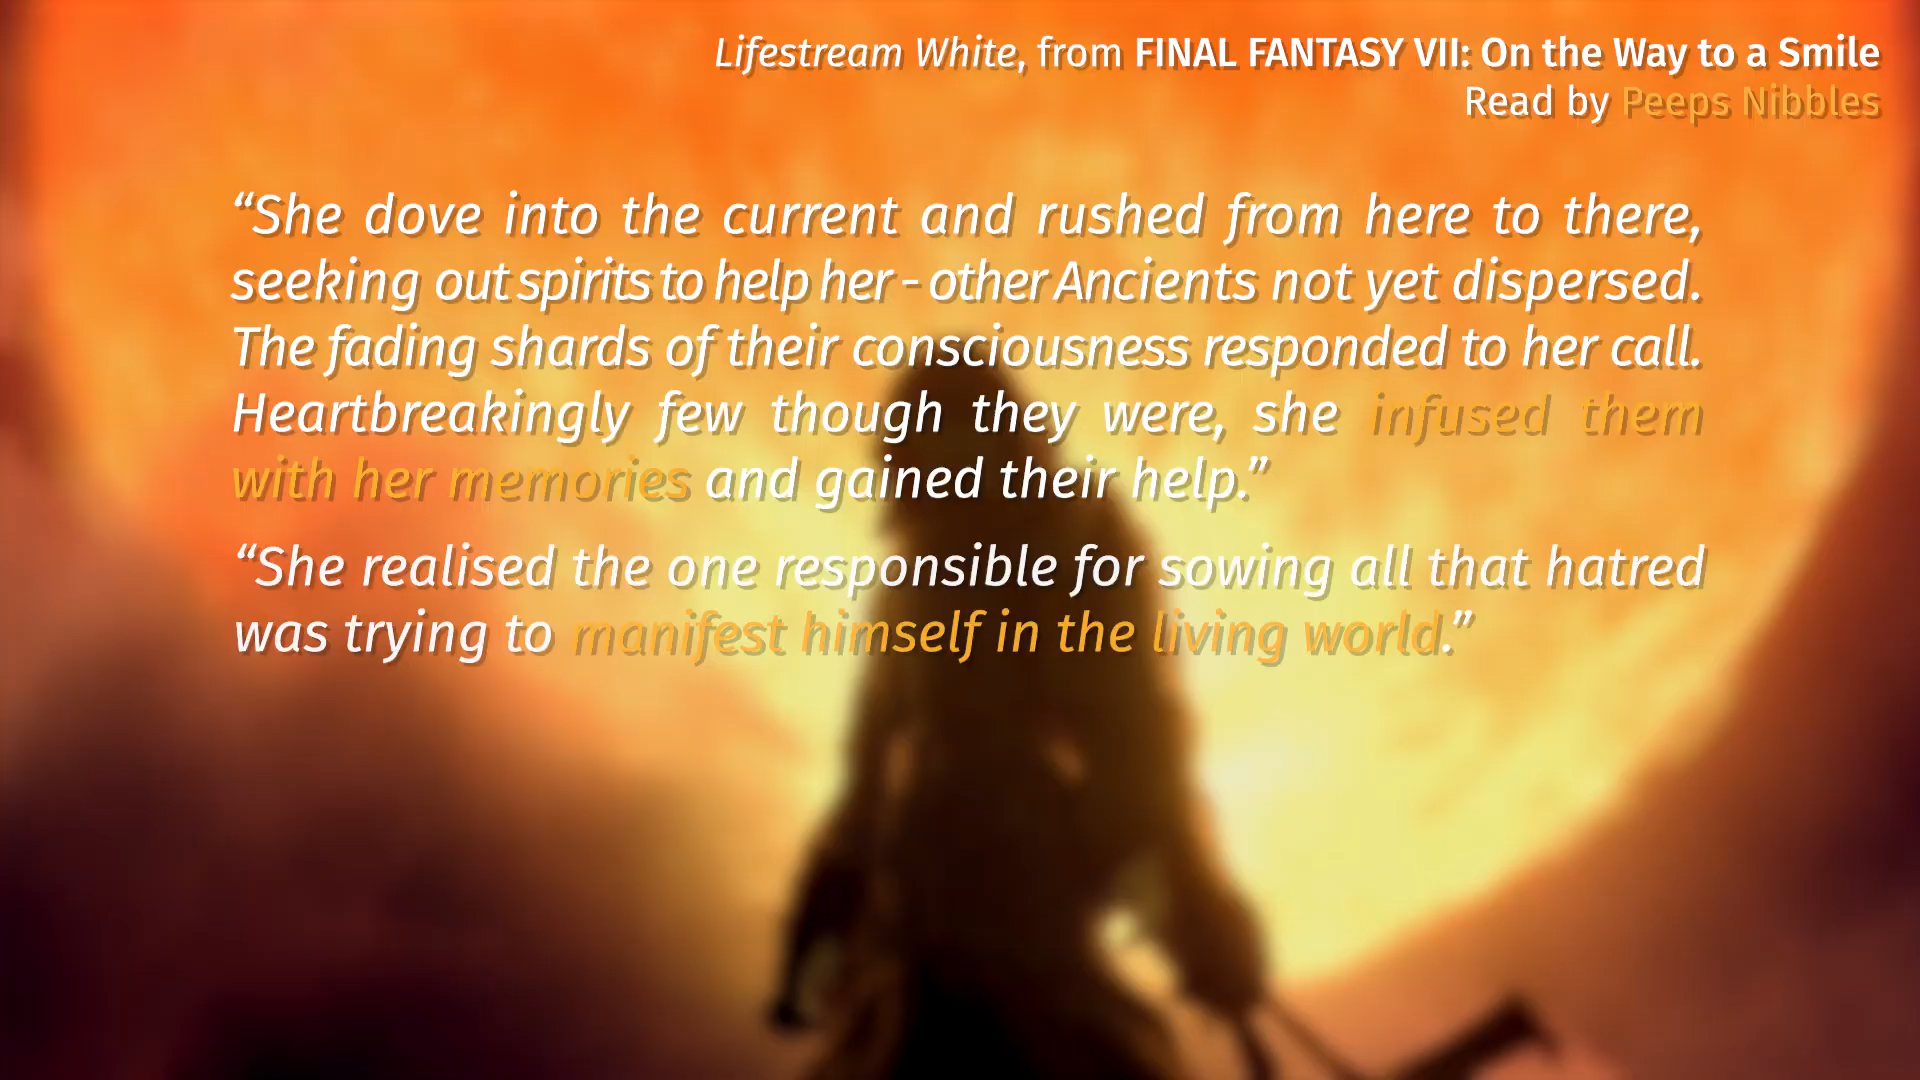 Lifestream White, from FINAL FANTASY VII: On the Way to a Smile
Read by Peeps Nibbles
“She dove into the current and rushed from here to there,
seeking out spirits to help her - other Ancients not yet dispersed.
The fading shards of their consciousness responded to her call.
Heartbreakingly few though they were, she infused them
with her memories and gained their help.”
“She realised the one responsible for sowing all that hatred
was trying to manifest himself in the living world.”